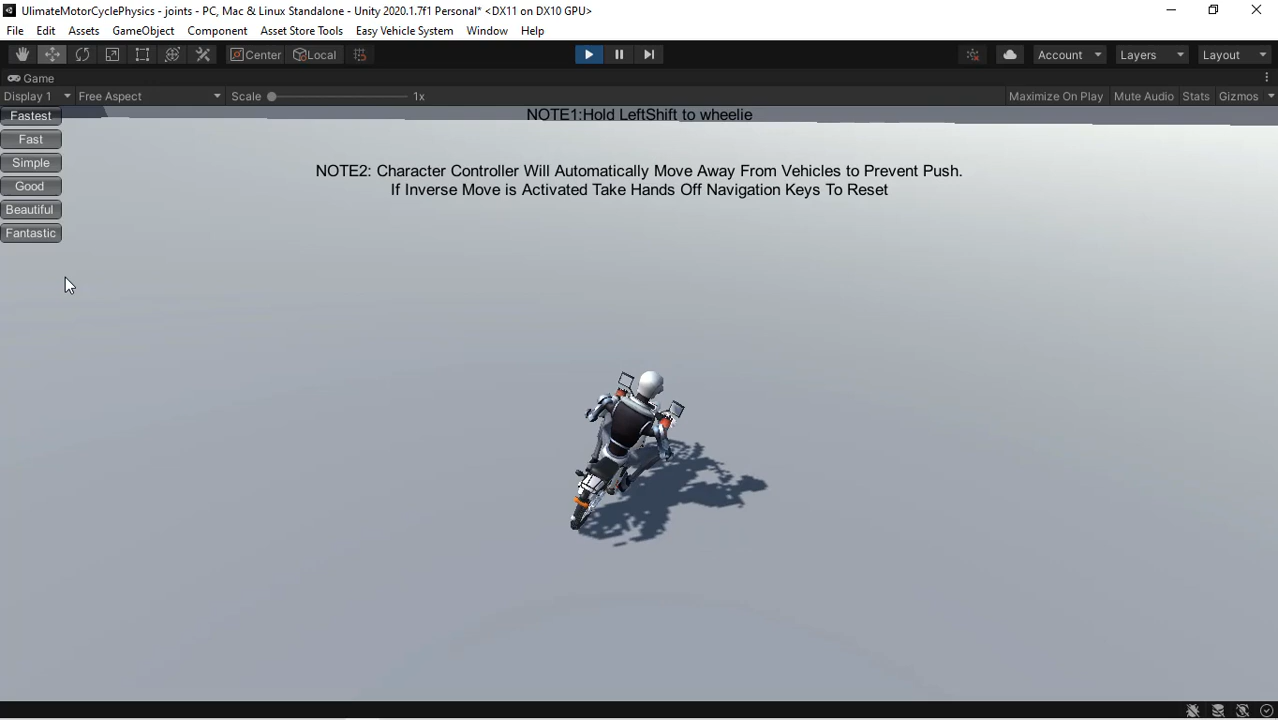 UlimateMotorCyclePhysics - joints - PC, Mac & Linux Standalone - Unity 2020.1.7f1 Personal* <DX11 on DX10 GPU>
File Edit Assets GameObject Component Asset Store Tools Easy Vehicle System Window Help
Center Local Account Layers Layout
Game
Display 1 Free Aspect Scale 1x Maximize On Play Mute Audio Stats Gizmos
Fastest
NOTE1:Hold LeftShift to wheelie
Fast
Simple
NOTE2: Character Controller Will Automatically Move Away From Vehicles to Prevent Push.
Good
If Inverse Move is Activated Take Hands Off Navigation Keys To Reset
Beautiful
Fantastic